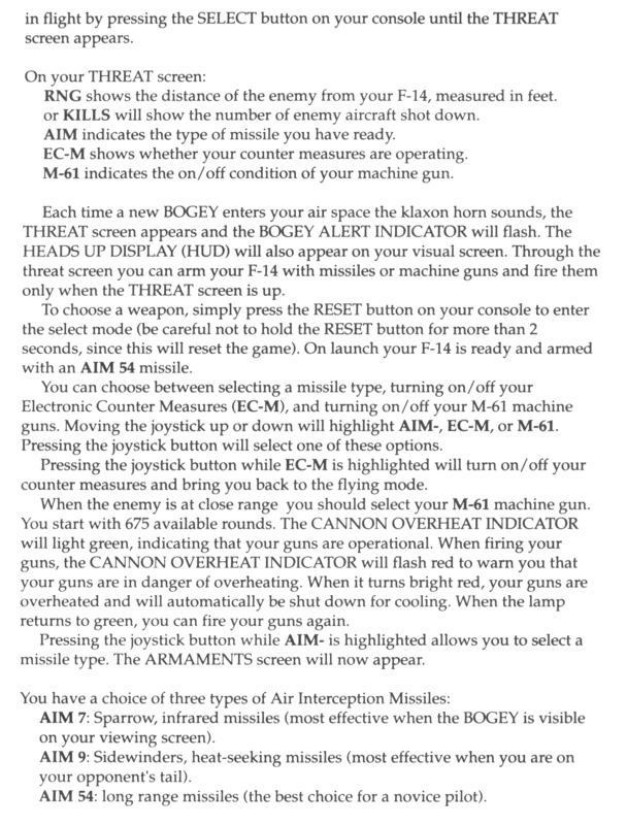 in flight by pressing the SELECT button on your console until the THREAT
screen appears.
On your THREAT screen:
RNG shows the distance of the enemy from your F-14, measured in feet.
or KILLS will show the number of enemy aircraft shot down.
AIM indicates the type of missile you have ready.
EC-M shows whether your counter measures are operating.
M-61 indicates the on/off condition of your machine gun.
Each time a new BOGEY enters your air space the klaxon horn sounds, the
THREAT screen appears and the BOGEY ALERT INDICATOR will flash. The
HEADS UP DISPLAY (HUD) will also appear on your visual screen. Through the
threat screen you can arm your F-14 with missiles or machine guns and fire them
only when the THREAT screen is up.
To choose a weapon, simply press the RESET button on your console to enter
the select mode (be careful not to hold the RESET button for more than 2
seconds, since this will reset the game). On launch your F-14 is ready and armed
with an AIM 54 missile.
You can choose between selecting a missile type, turning on/off your
Electronic Counter Measures (EC-M), and turning on/off your M-61 machine
guns. Moving the joystick up or down will highlight AIM-, EC-M, or M-61.
Pressing the joystick button will select one of these options.
Pressing the joystick button while EC-M is highlighted will turn on/off your
counter measures and bring you back to the flying mode.
When the enemy is at close range you should select your M-61 machine gun.
You start with 675 available rounds. The CANNON OVERHEAT INDICATOR
will light green, indicating that your guns are operational. When firing your
guns, the CANNON OVERHEAT INDICATOR will flash red to warn you that
your guns are in danger of overheating. When it turns bright red, your guns are
overheated and will automatically be shut down for cooling. When the lamp
returns to green, you can fire your guns again.
Pressing the joystick button while AIM- is highlighted allows you to select a
missile type. The ARMAMENTS screen will now appear.
You have a choice of three types of Air Interception Missiles:
AIM 7: Sparrow, infrared missiles (most effective when the BOGEY is visible
on your viewing screen).
AIM 9: Sidewinders, heat-seeking missiles (most effective when you are on
your opponent's tail).
AIM 54: long range missiles (the best choice for a novice pilot).